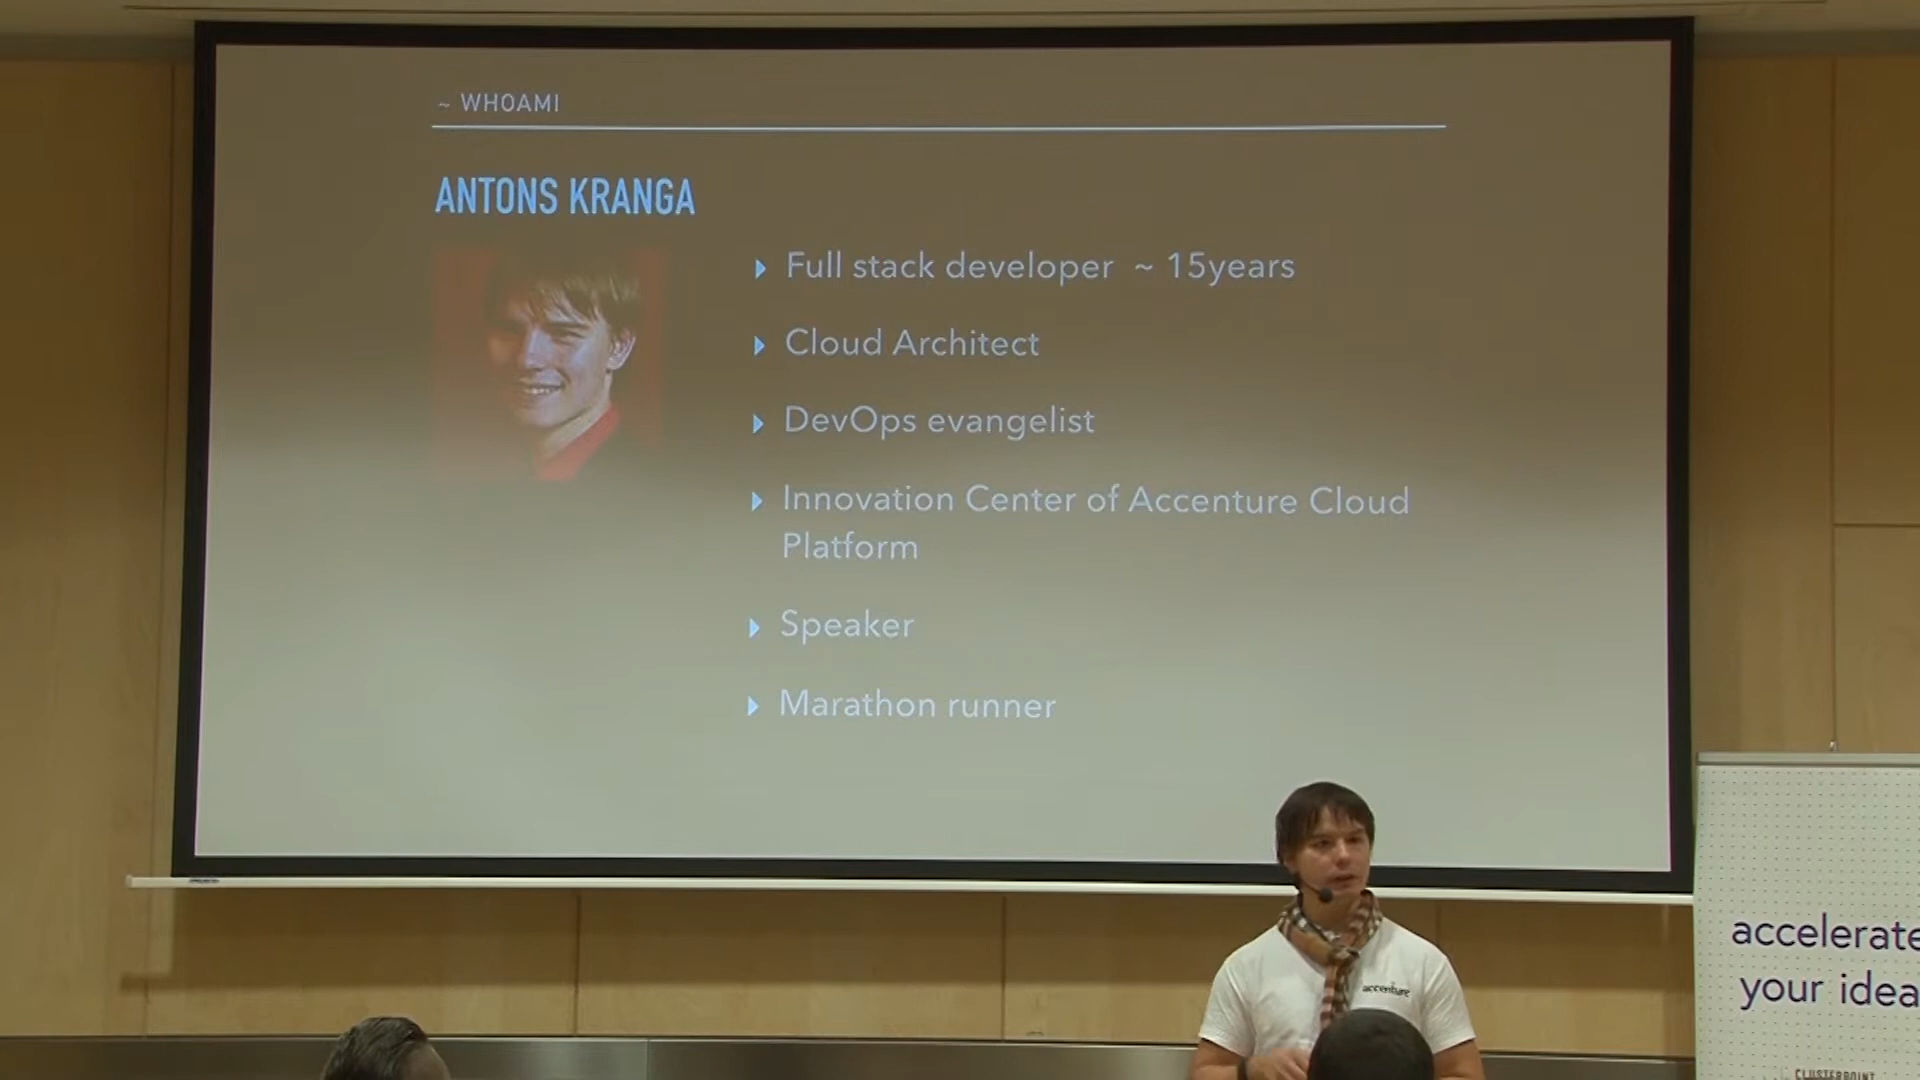 ~ WHOAMI
ANTONS KRANGA
Full stack developer ~ 15years
Cloud Architect
DevOps evangelist
Innovation Center of Accenture Cloud
Platform
Speaker
Marathon runner
accenture
accelerate
your idea
CLUSTERPOINT